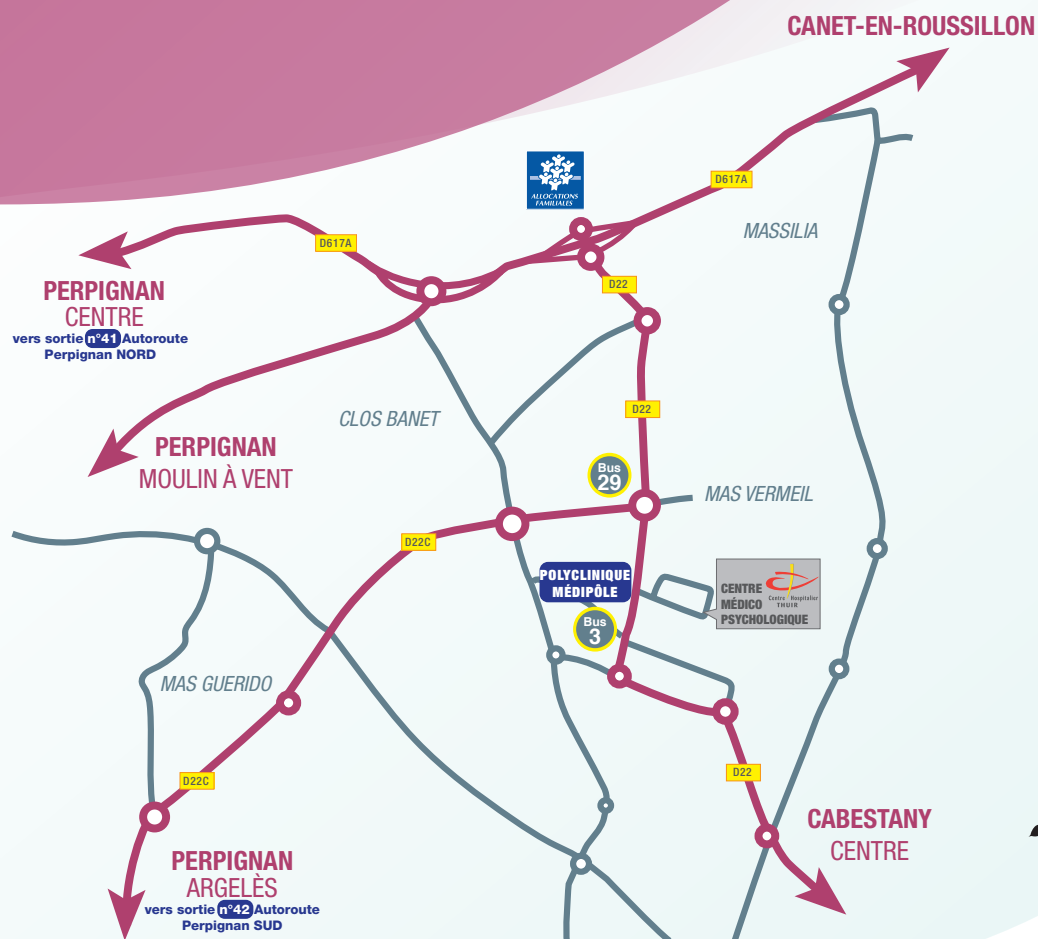 CANET-EN-ROUSSILLON
ALLOCATIONS
FAMILIALES
D617A
MASSILIA
D617A
PERPIGNAN
CENTRE
vers sortie n°41 Autoroute
Perpignan NORD
D22
D22
CLOS BANET
PERPIGNAN
MOULIN À VENT
Bus
29
MAS VERMEIL
D22C
POLYCLINIQUE
MÉDIPÔLE
CENTRE
MÉDICO
PSYCHOLOGIQUE
Centre Hospitalier
THUIR
Bus
3
MAS GUERIDO
D22C
D22
CABESTANY
CENTRE
PERPIGNAN
ARGELÈS
vers sortie n°42 Autoroute
Perpignan SUD